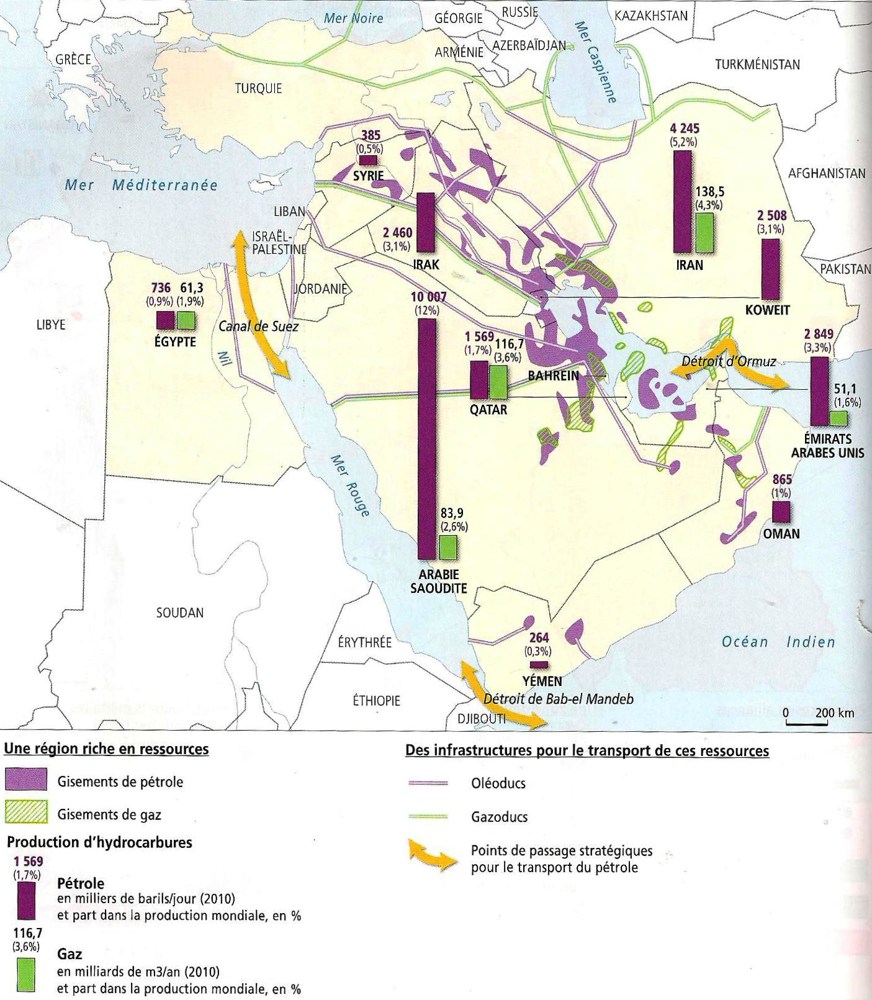 Mer Noire
GÉORGIE
RUSSIE
KAZAKHSTAN
Mer Caspienne
ARMÉNIE
AZERBAÏDJAN
GRÈCE
TURKMÉNISTAN
TURQUIE
385
(0,5%)
SYRIE
4 245
(5,2%)
138,5
(4,3%)
IRAN
AFGHANISTAN
Mer Méditerranée
LIBAN
2 460
(3,1%)
IRAK
2 508
(3,1%)
KOWEIT
ISRAËL-
PALESTINE
PAKISTAN
JORDANIE
736
(0,9%)
61,3
(1,9%)
ÉGYPTE
LIBYE
Canal de Suez
Nil
10 007
(12%)
83,9
(2,6%)
ARABIE
SAOUDITE
1 569
(1,7%)
116,7
(3,6%)
QATAR
BAHREIN
Détroit d'Ormuz
2 849
(3,3%)
51,1
(1,6%)
ÉMIRATS
ARABES UNIS
Mer Rouge
865
(1%)
OMAN
SOUDAN
ÉRYTHRÉE
264
(0,3%)
YÉMEN
Océan Indien
ÉTHIOPIE
Détroit de Bab-el Mandeb
DJIBOUTI
0 200 km
Une région riche en ressources
Gisements de pétrole
Gisements de gaz
Production d'hydrocarbures
1 569
(1,7%)
Pétrole
en milliers de barils/jour (2010)
et part dans la production mondiale, en %
116,7
(3,6%)
Gaz
en milliards de m3/an (2010)
et part dans la production mondiale, en %
Des infrastructures pour le transport de ces ressources
Oléoducs
Gazoducs
Points de passage stratégiques
pour le transport du pétrole